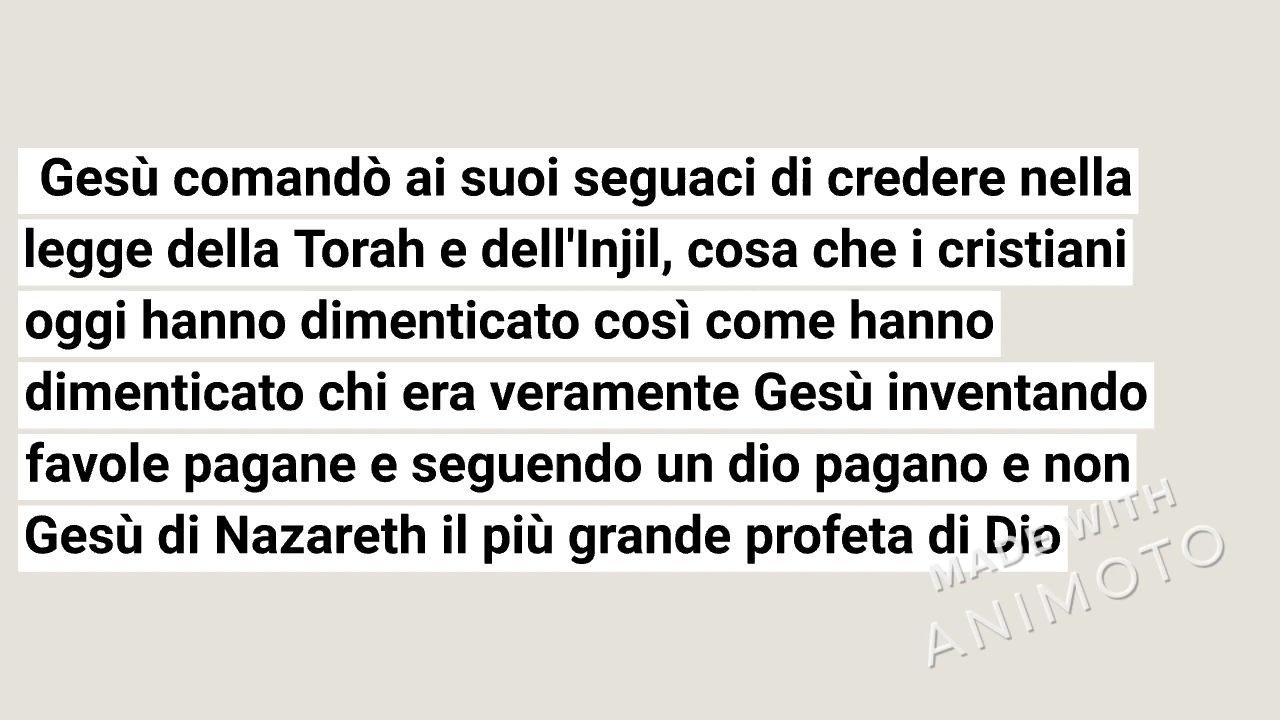 Gesù comandò ai suoi seguaci di credere nella
legge della Torah e dell'Injil, cosa che i cristiani
oggi hanno dimenticato così come hanno
dimenticato chi era veramente Gesù inventando
favole pagane e seguendo un dio pagano e non
Gesù di Nazareth il più grande profeta di Dio
MADE WITH
ANIMOTO